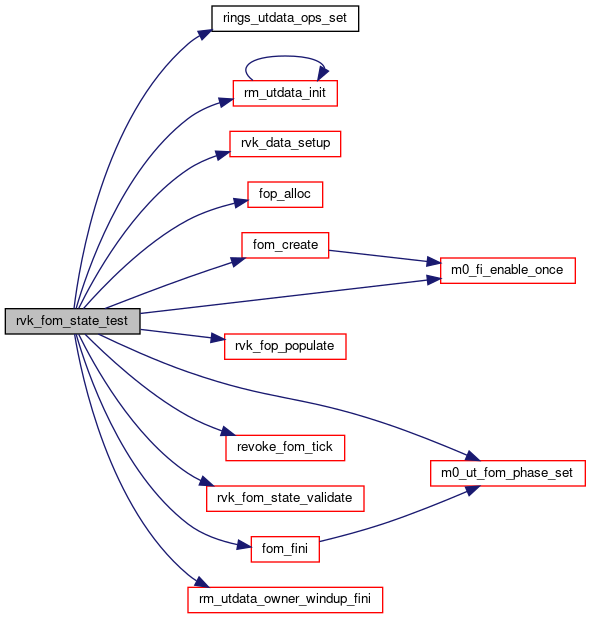 rings_utdata_ops_set
rm_utdata_init
rvk_data_setup
fop_alloc
fom_create
m0_fi_enable_once
rvk_fom_state_test
rvk_fop_populate
revoke_fom_tick
m0_ut_fom_phase_set
rvk_fom_state_validate
fom_fini
rm_utdata_owner_windup_fini